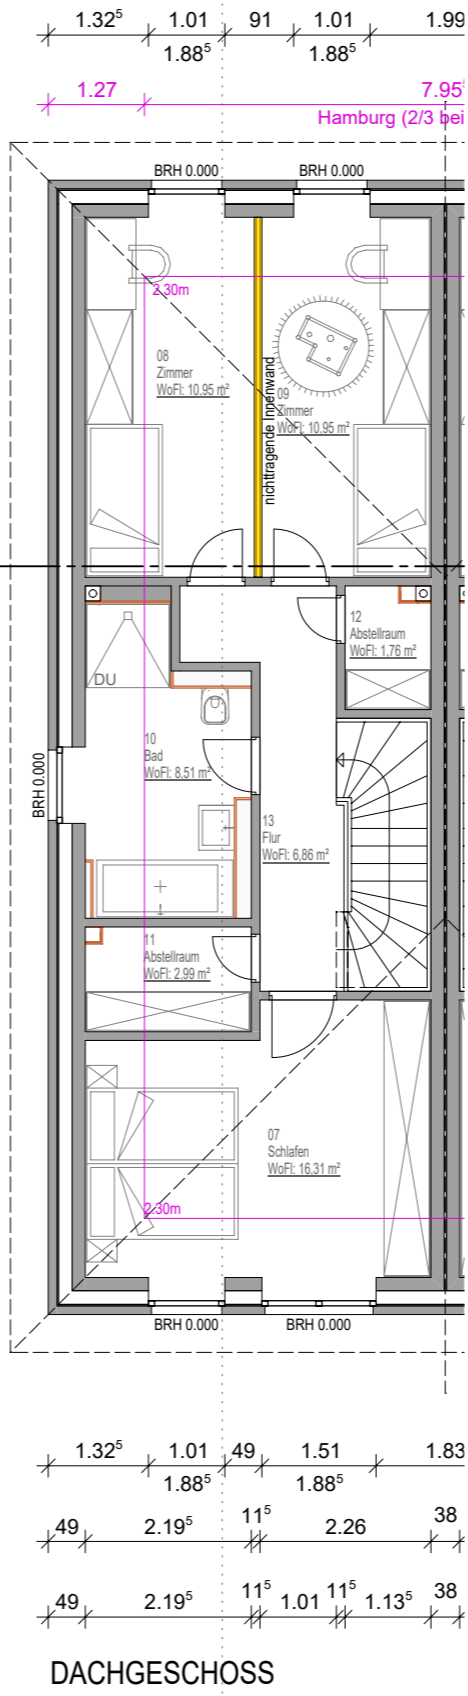 1.32⁵ 1.01 91 1.01 1.99
1.88⁵ 1.88⁵
1.27 7.95⁵
Hamburg (2/3 bei
BRH 0.000 BRH 0.000
2.30m
08
Zimmer
WoFl: 10,95 m²
nichttragende Innenwand
09
Zimmer
WoFl: 10,95 m²
12
Abstellraum
WoFl: 1,76 m²
DU
10
Bad
WoFl: 8,51 m²
BRH 0.000
13
Flur
WoFl: 6,86 m²
11
Abstellraum
WoFl: 2,99 m²
07
Schlafen
WoFl: 16,31 m²
2.30m
BRH 0.000 BRH 0.000
1.32⁵ 1.01 49 1.51 1.83
1.88⁵ 1.88⁵
49 2.19⁵ 11⁵ 2.26 38
49 2.19⁵ 11⁵ 1.01 11⁵ 1.13⁵ 38
DACHGESCHOSS